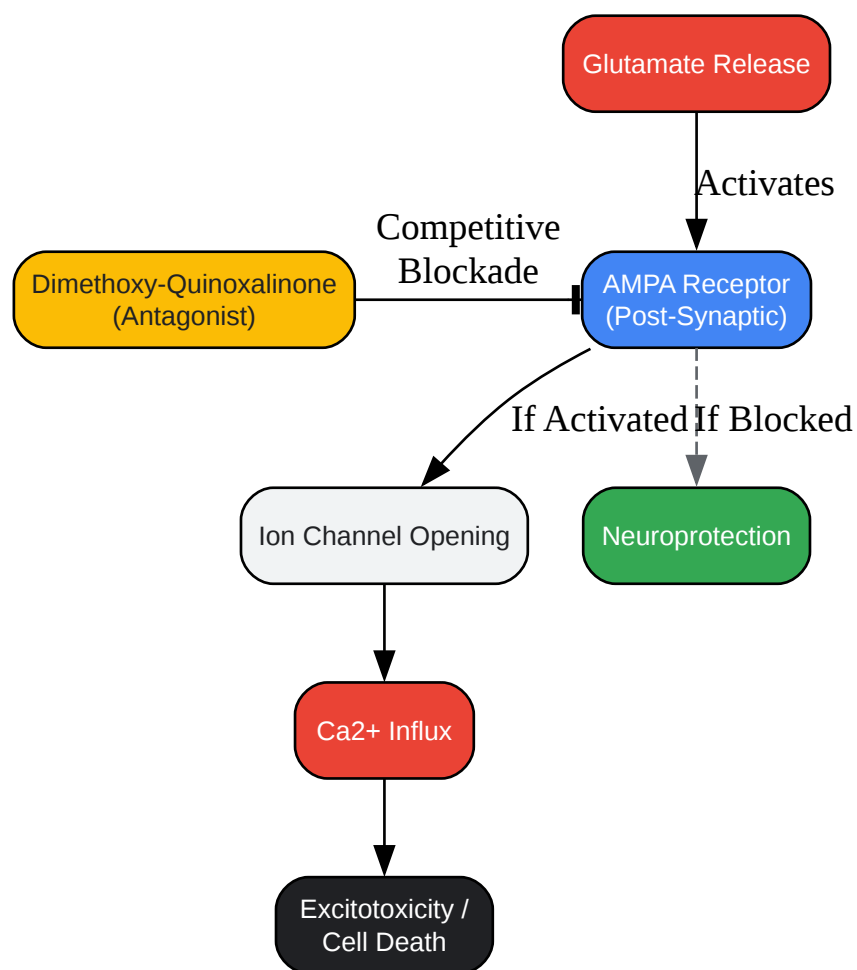 Glutamate Release
Activates
Competitive
Blockade
Dimethoxy-Quinoxalinone
(Antagonist)
AMPA Receptor
(Post-Synaptic)
If Activated
If Blocked
Ion Channel Opening
Neuroprotection
Ca2+ Influx
Excitotoxicity /
Cell Death